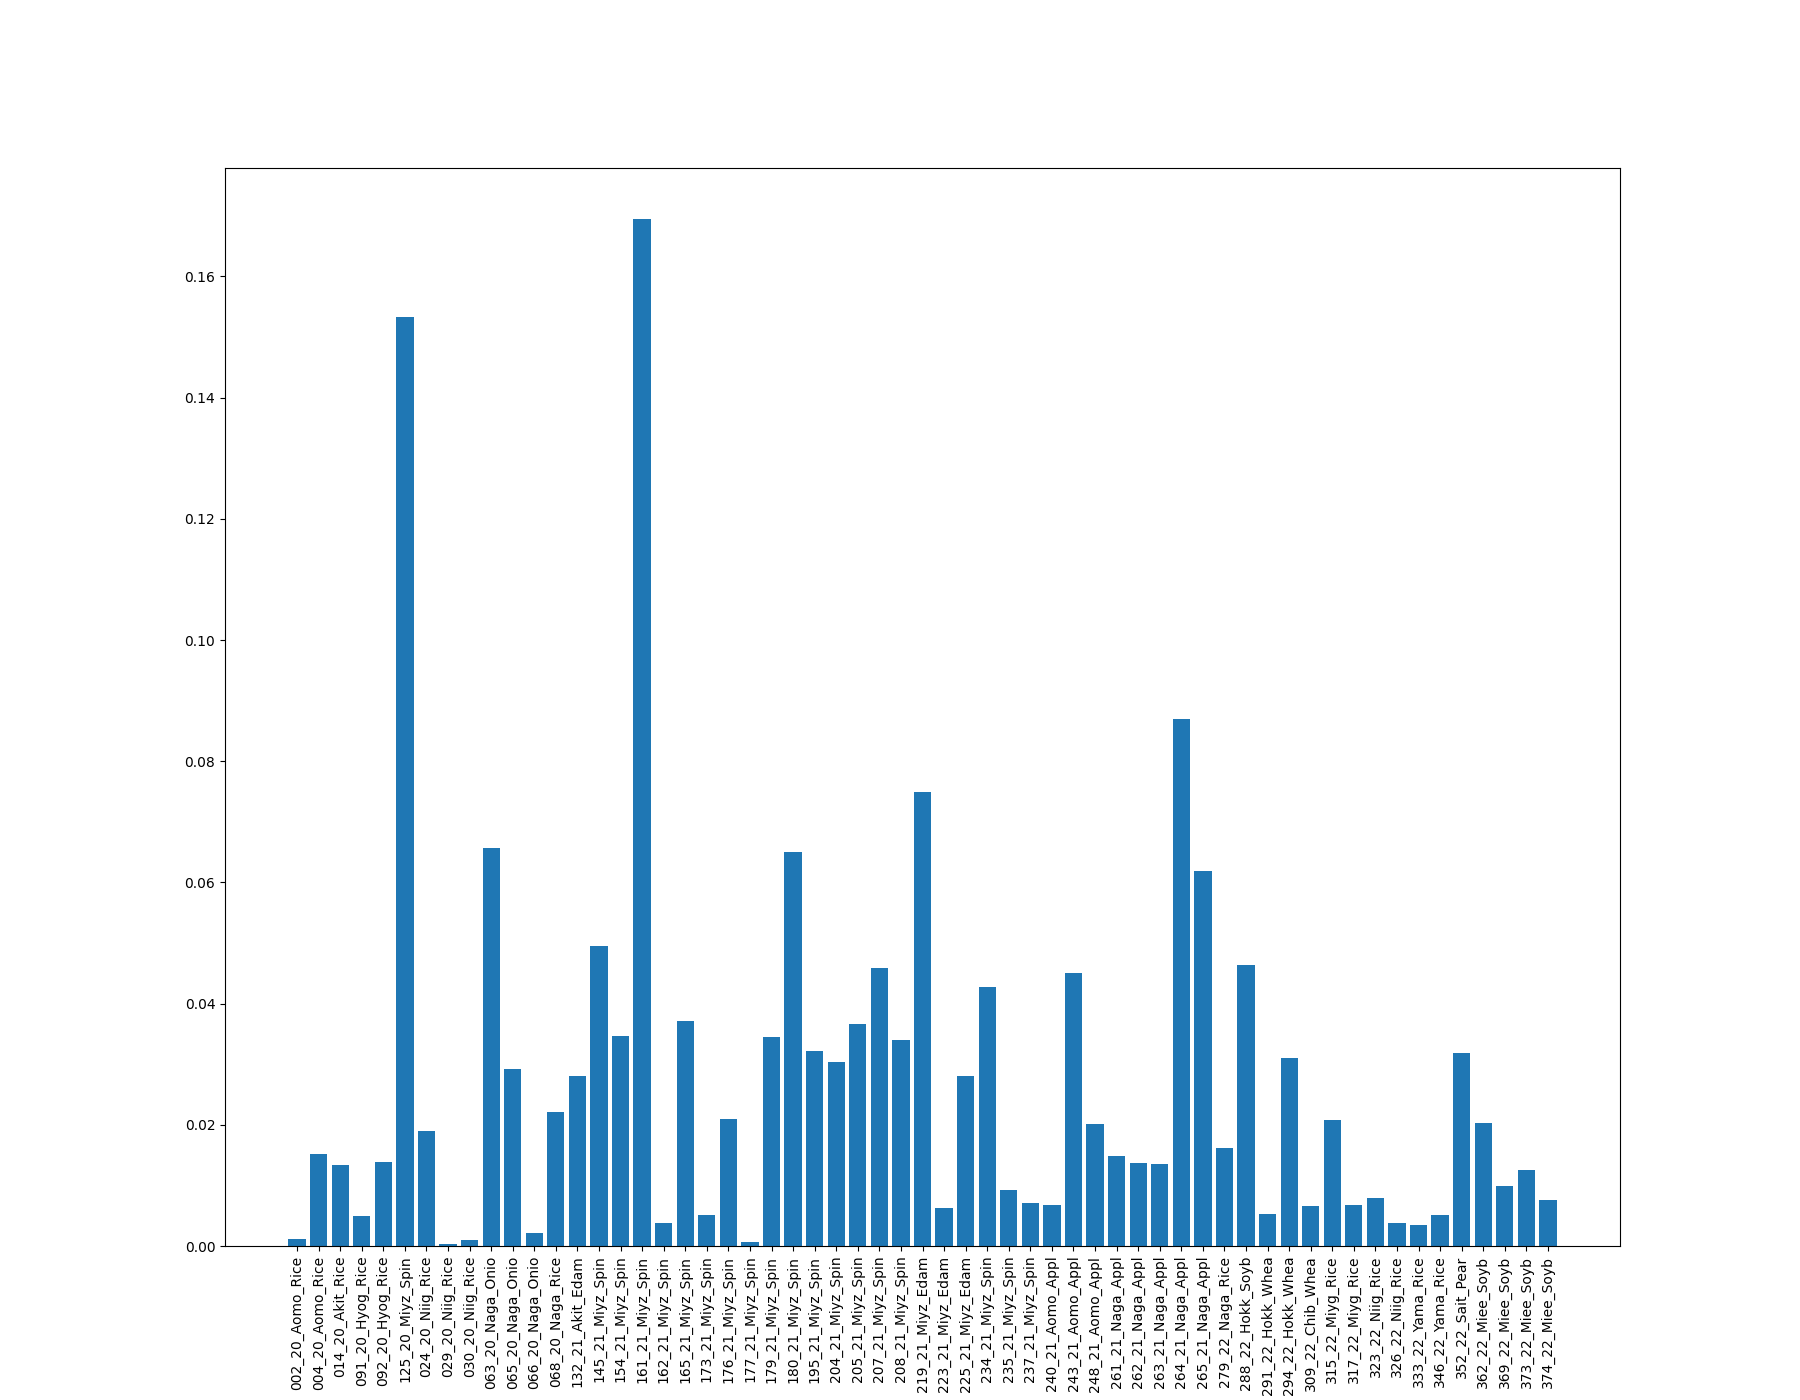 0.16
0.14
0.12
0.10
0.08
0.06
0.04
0.02
0.00
002_20_Aomo_Rice
004_20_Aomo_Rice
014_20_Akit_Rice
091_20_Hyog_Rice
092_20_Hyog_Rice
125_20_Miyz_Spin
024_20_Niig_Rice
029_20_Niig_Rice
030_20_Niig_Rice
063_20_Naga_Onio
065_20_Naga_Onio
066_20_Naga_Onio
068_20_Naga_Rice
132_21_Akit_Edam
145_21_Miyz_Spin
154_21_Miyz_Spin
161_21_Miyz_Spin
162_21_Miyz_Spin
165_21_Miyz_Spin
173_21_Miyz_Spin
176_21_Miyz_Spin
177_21_Miyz_Spin
179_21_Miyz_Spin
180_21_Miyz_Spin
195_21_Miyz_Spin
204_21_Miyz_Spin
205_21_Miyz_Spin
207_21_Miyz_Spin
208_21_Miyz_Spin
219_21_Miyz_Edam
223_21_Miyz_Edam
225_21_Miyz_Edam
234_21_Miyz_Spin
235_21_Miyz_Spin
237_21_Miyz_Spin
240_21_Aomo_Appl
243_21_Aomo_Appl
248_21_Aomo_Appl
261_21_Naga_Appl
262_21_Naga_Appl
263_21_Naga_Appl
264_21_Naga_Appl
265_21_Naga_Appl
279_22_Naga_Rice
288_22_Hokk_Soyb
291_22_Hokk_Whea
294_22_Hokk_Whea
309_22_Chib_Whea
315_22_Miyg_Rice
317_22_Miyg_Rice
323_22_Niig_Rice
326_22_Niig_Rice
333_22_Yama_Rice
346_22_Yama_Rice
352_22_Sait_Pear
362_22_Miee_Soyb
369_22_Miee_Soyb
373_22_Miee_Soyb
374_22_Miee_Soyb